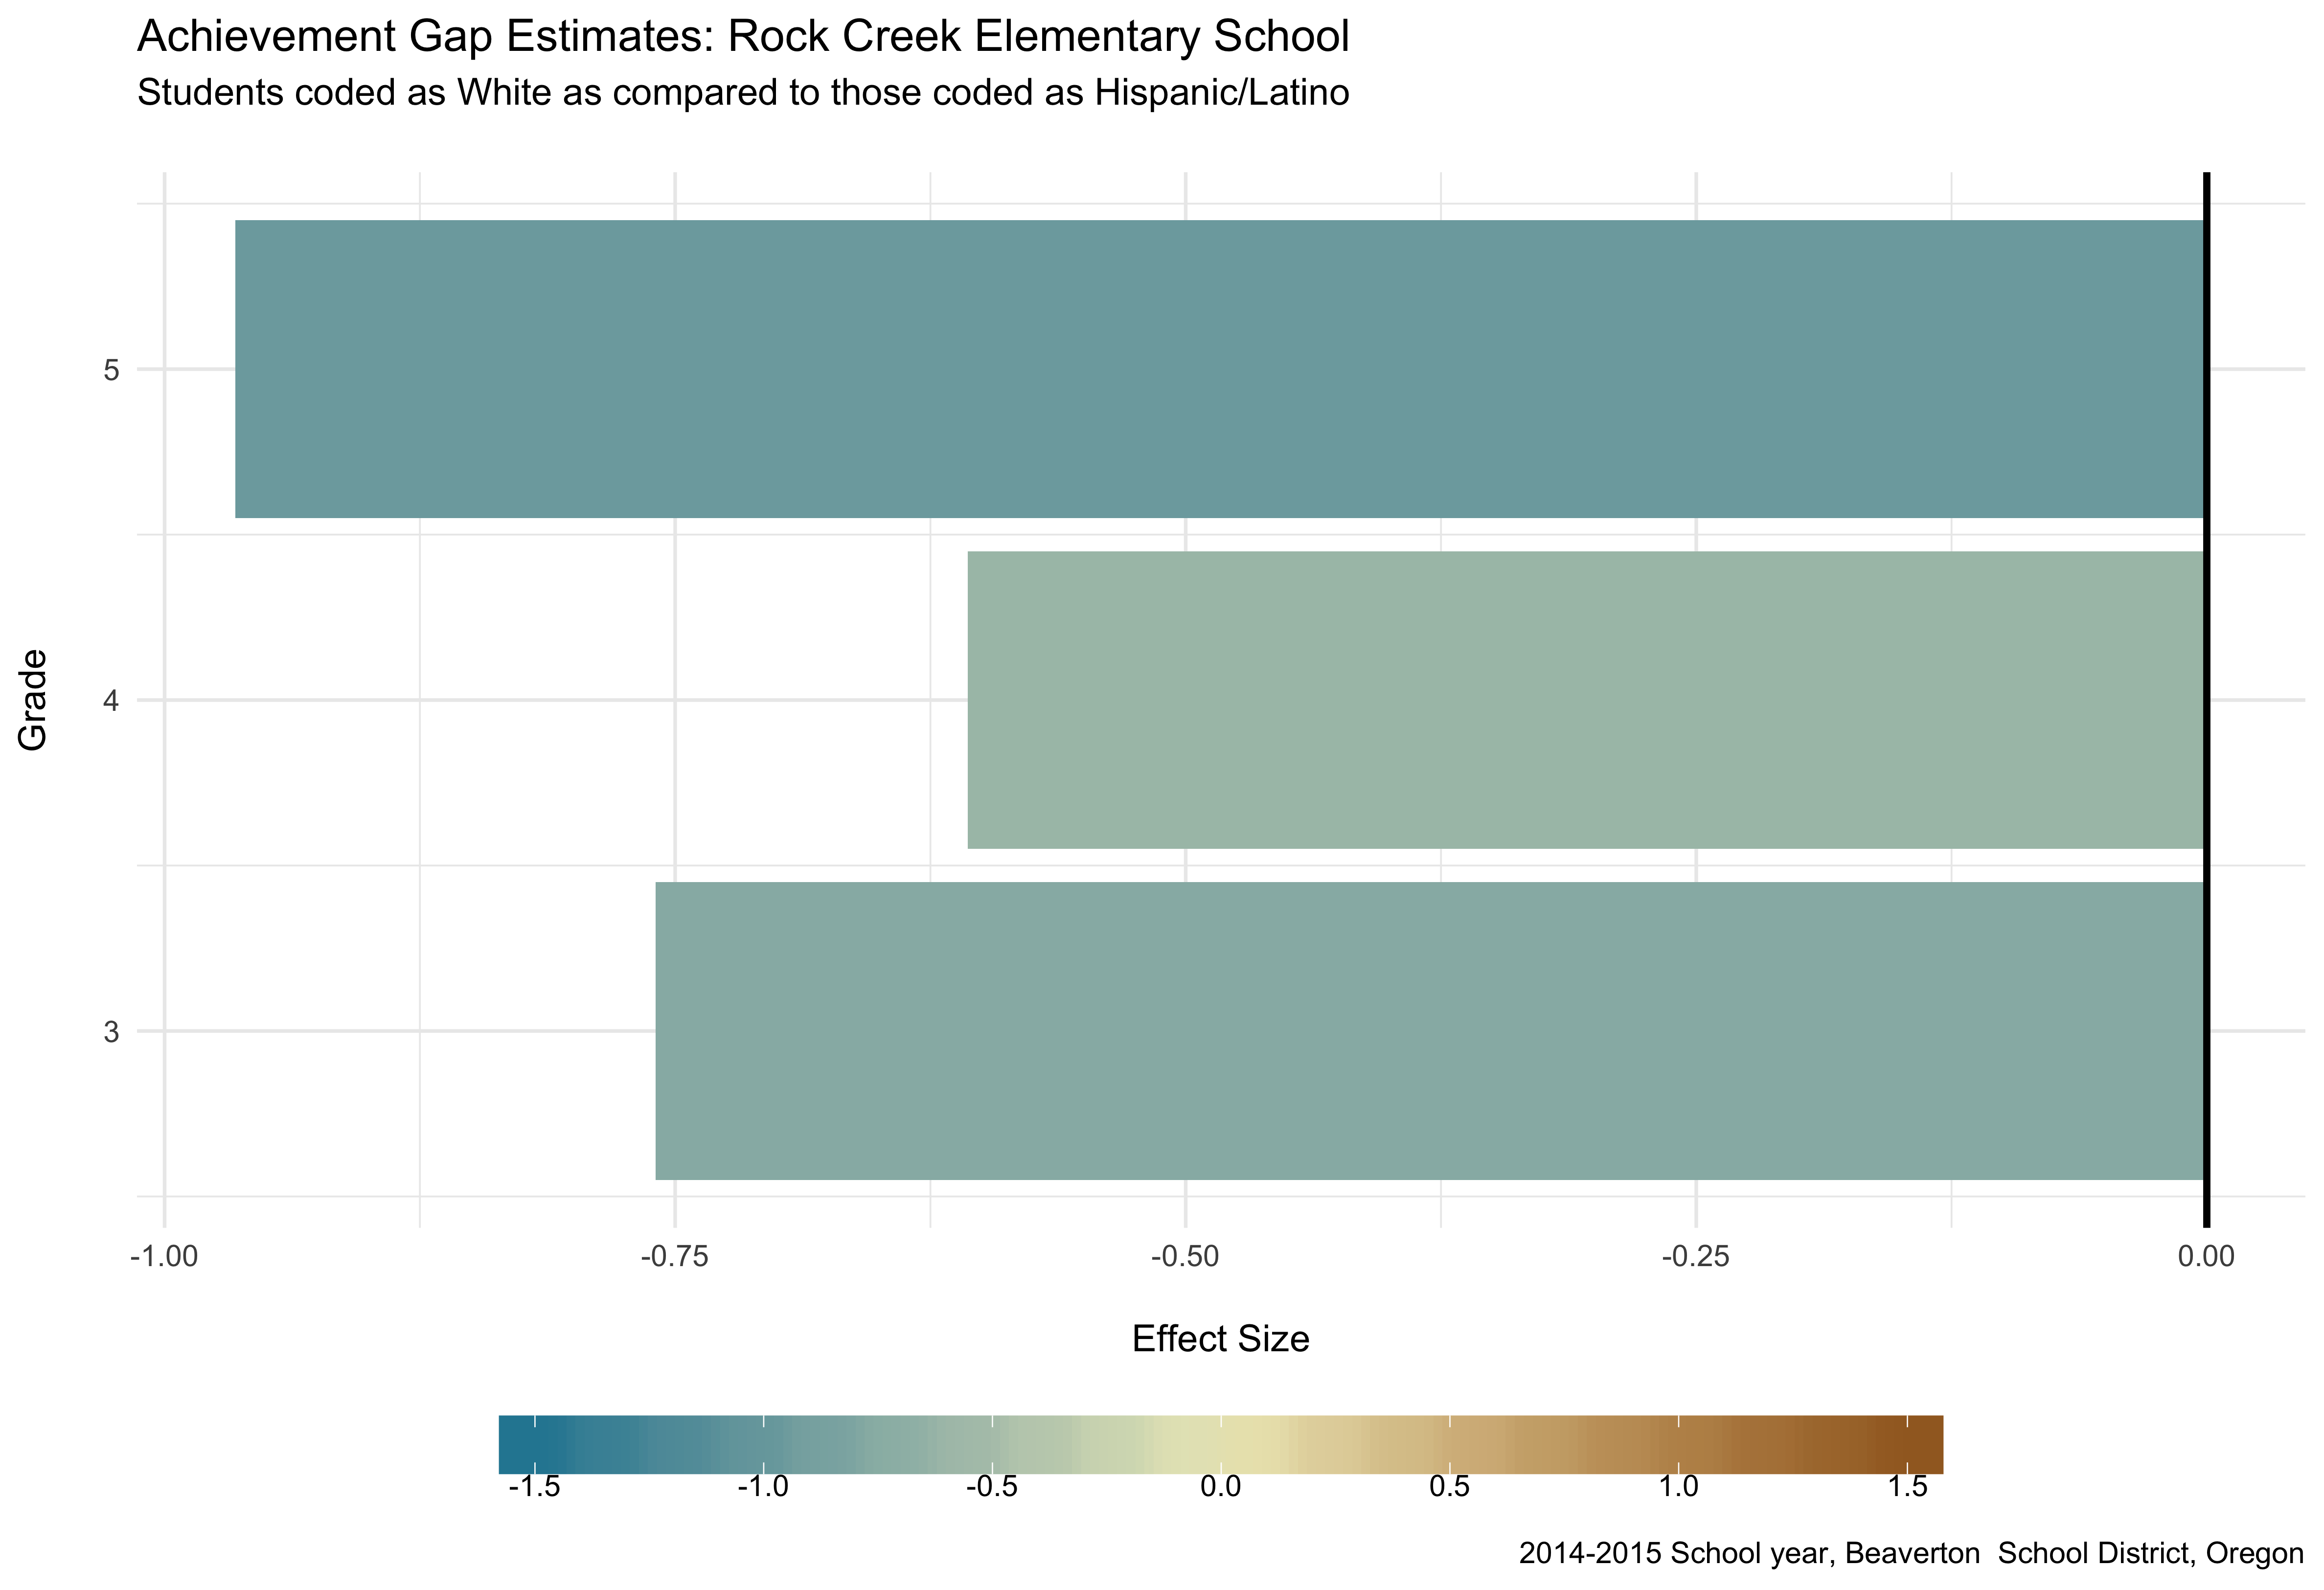 Achievement Gap Estimates: Rock Creek Elementary School
Students coded as White as compared to those coded as Hispanic/Latino
5
4
3
Grade
-1.00 -0.75 -0.50 -0.25 0.00
Effect Size
-1.5 -1.0 -0.5 0.0 0.5 1.0 1.5
2014-2015 School year, Beaverton  School District, Oregon